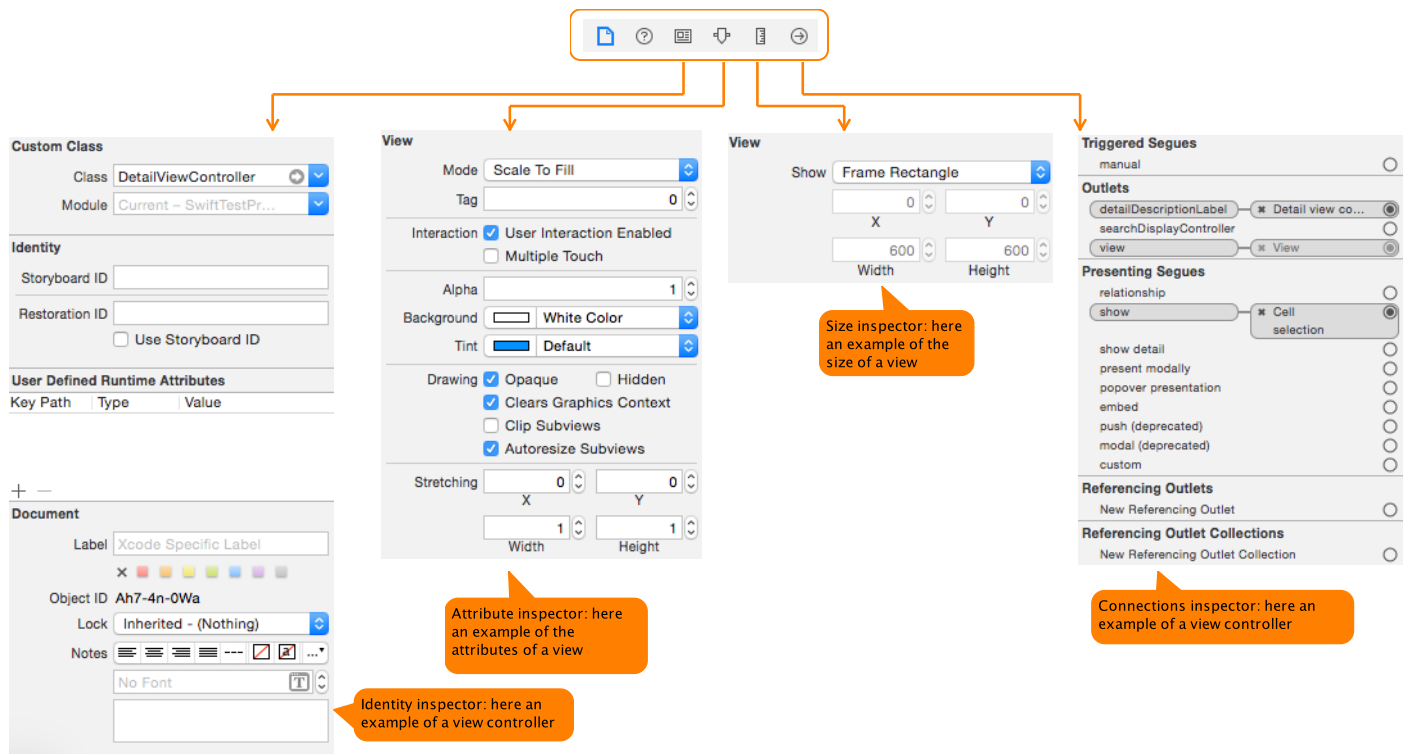 Custom Class
Class DetailViewController
Module Current – SwiftTestPr...
Identity
Storyboard ID
Restoration ID
Use Storyboard ID
User Defined Runtime Attributes
Key Path Type Value
Document
Label Xcode Specific Label
Object ID Ah7-4n-0Wa
Lock Inherited - (Nothing)
Notes
No Font
Identity inspector: here an
example of a view controller
View
Mode Scale To Fill
Tag 0
Interaction User Interaction Enabled
Multiple Touch
Alpha 1
Background White Color
Tint Default
Drawing Opaque Hidden
Clears Graphics Context
Clip Subviews
Autoresize Subviews
Stretching 0 0
X Y
1 1
Width Height
Attribute inspector: here
an example of the
attributes of a view
View
Show Frame Rectangle
0 0
X Y
600 600
Width Height
Size inspector: here
an example of the
size of a view
Triggered Segues
manual
Outlets
detailDescriptionLabel Detail view co...
searchDisplayController
view View
Presenting Segues
relationship
show Cell
selection
show detail
present modally
popover presentation
embed
push (deprecated)
modal (deprecated)
custom
Referencing Outlets
New Referencing Outlet
Referencing Outlet Collections
New Referencing Outlet Collection
Connections inspector: here an
example of a view controller